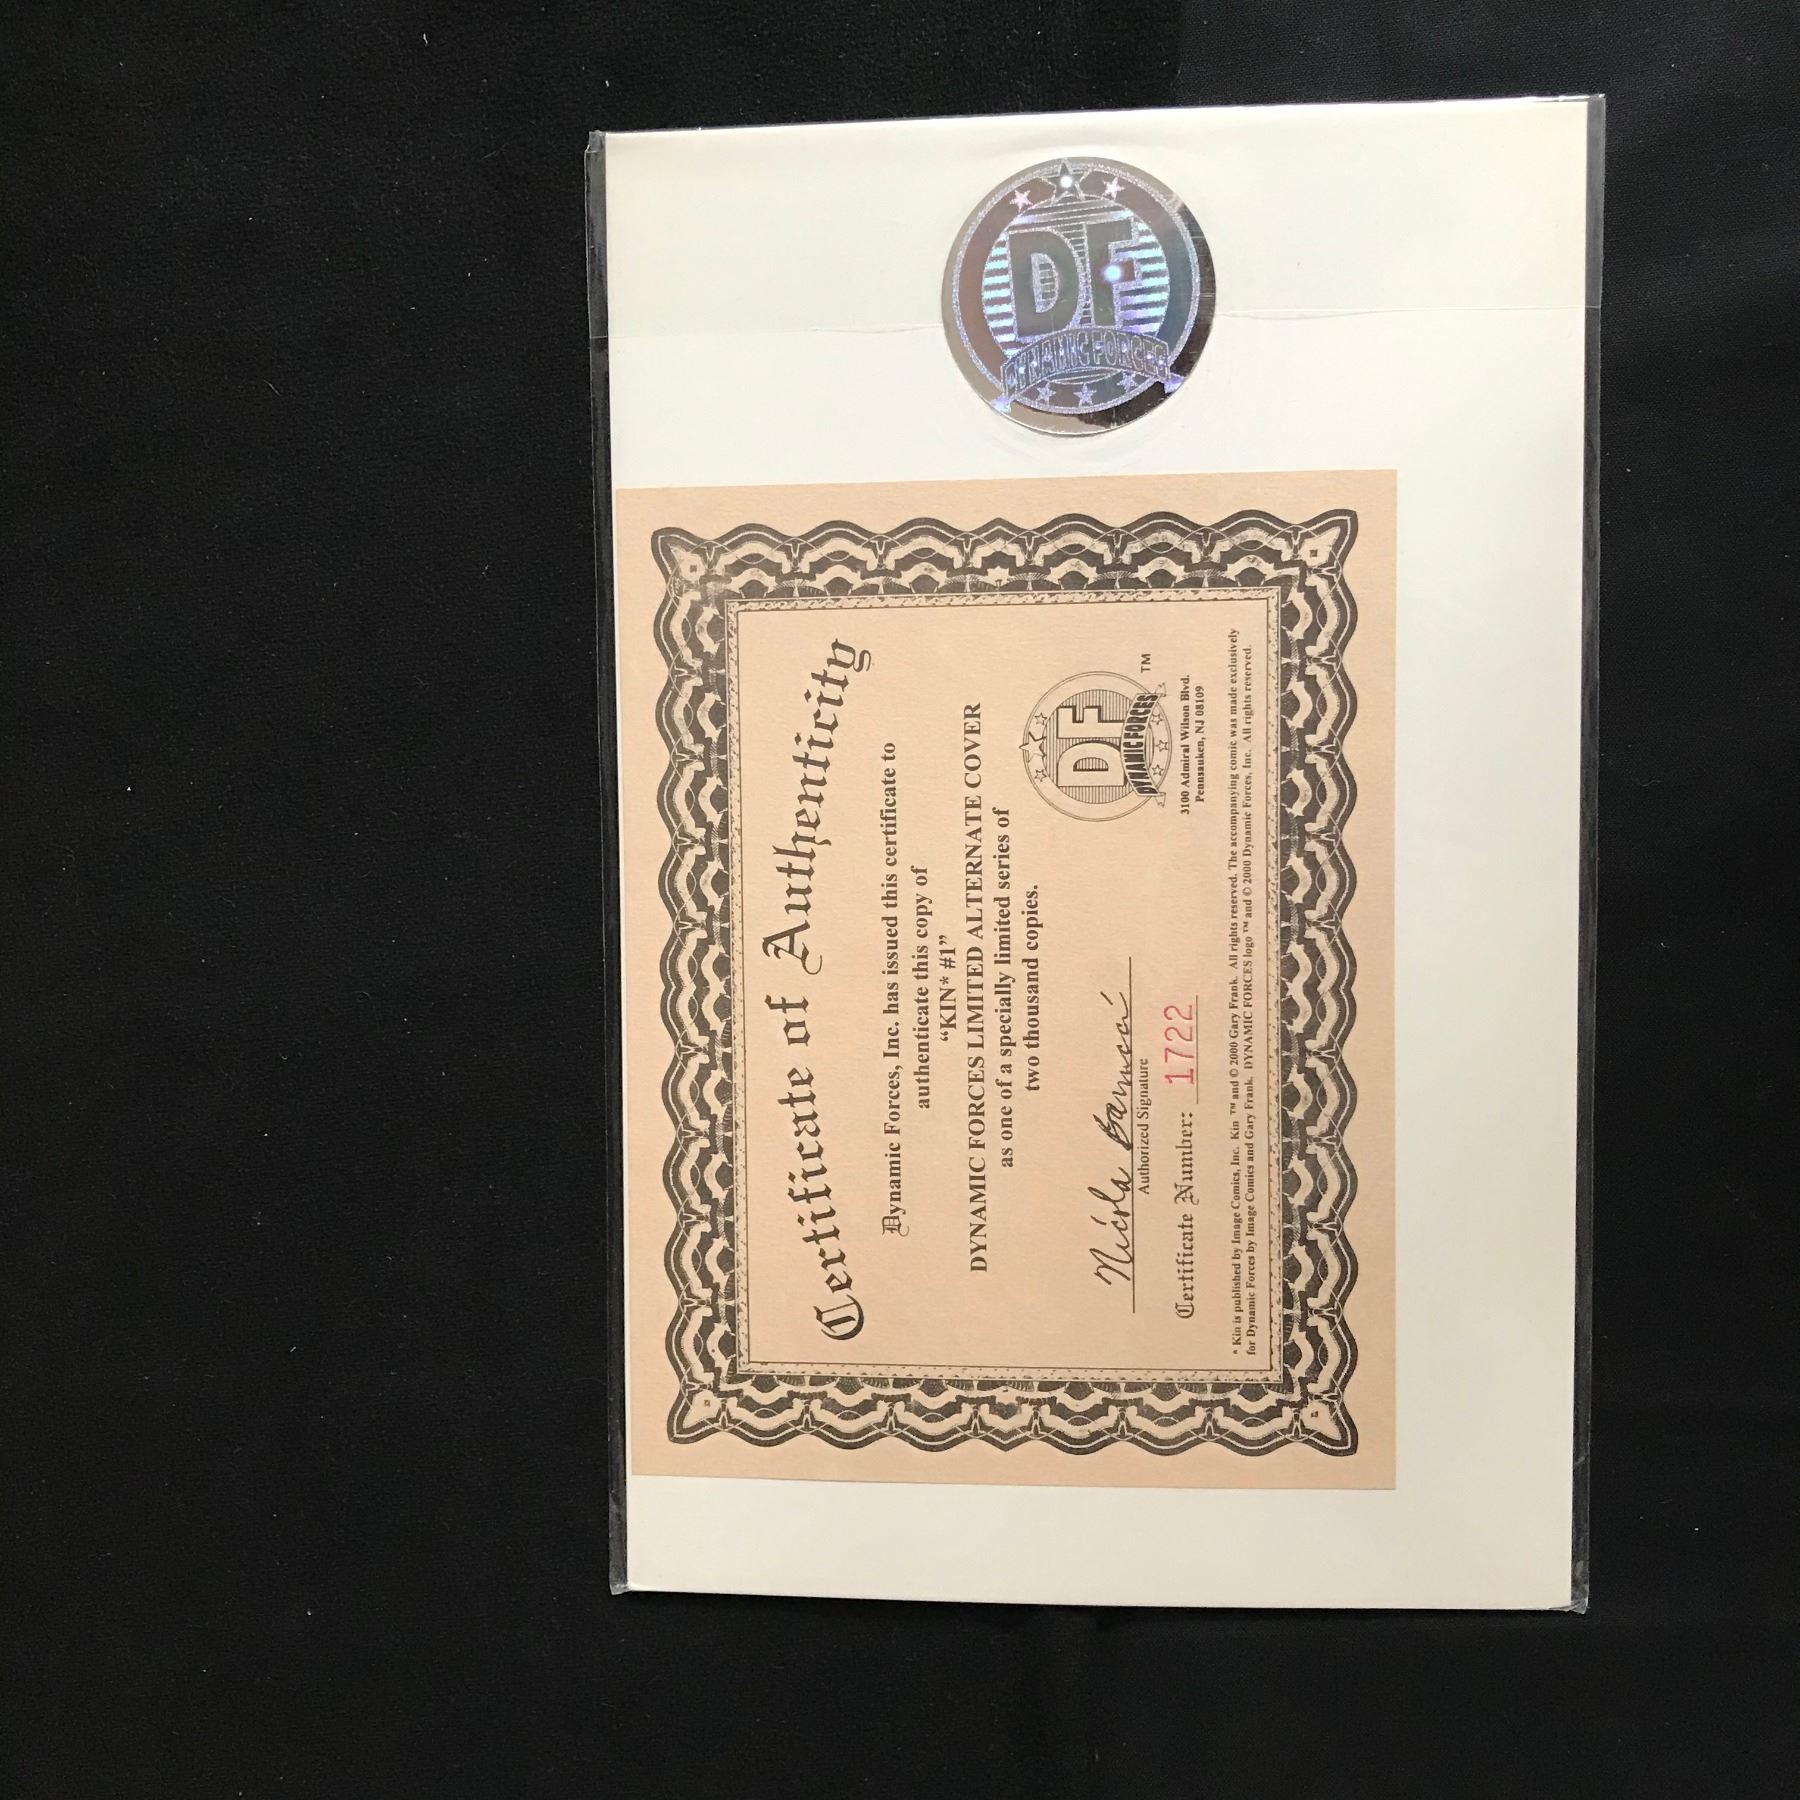 DF
DYNAMIC FORCES
Certificate of Authenticity
Dynamic Forces, Inc. has issued this certificate to
authenticate this copy of
“KIN* #1”
DYNAMIC FORCES LIMITED ALTERNATE COVER
as one of a specially limited series of
two thousand copies.
Nicola Barrucci
Authorized Signature
Certificate Number: 1722
DF
DYNAMIC FORCES
TM
3100 Admiral Wilson Blvd.
Pennsauken, NJ 08109
* Kin is published by Image Comics, Inc. Kin ™ and © 2000 Gary Frank. All rights reserved. The accompanying comic was made exclusively
for Dynamic Forces by Image Comics and Gary Frank. DYNAMIC FORCES logo ™ and © 2000 Dynamic Forces, Inc. All rights reserved.